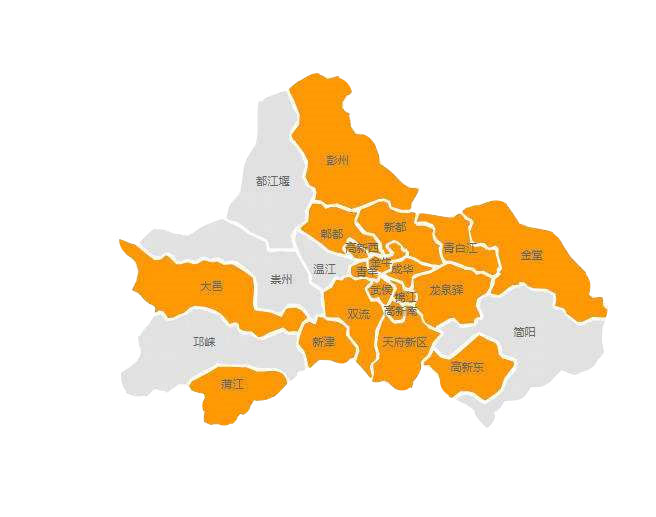 彭州
都江堰
郫都
新都
高新西
青白江
金堂
金牛
温江
青羊
成华
崇州
大邑
武侯
锦江
龙泉驿
双流
高新南
简阳
邛崃
新津
天府新区
高新东
蒲江